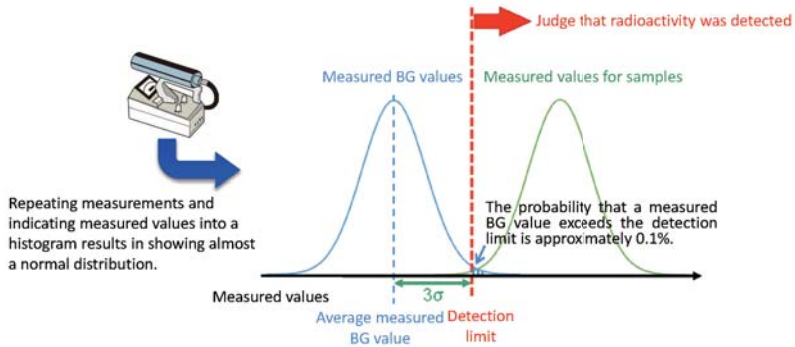 Judge that radioactivity was detected
Measured BG values
Measured values for samples
Repeating measurements and
indicating measured values into a
histogram results in showing almost
a normal distribution.
The probability that a measured
BG value exceeds the detection
limit is approximately 0.1%.
Measured values
3σ
Average measured
BG value
Detection
limit